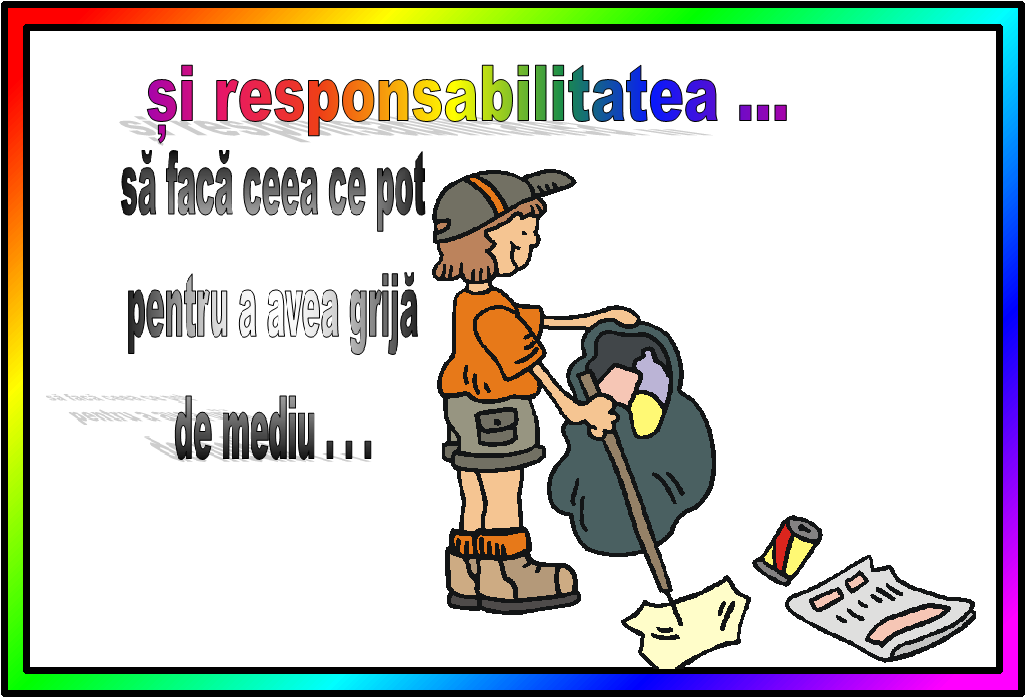 și responsabilitatea ...
să facă ceea ce pot
pentru a avea grijă
de mediu . . .